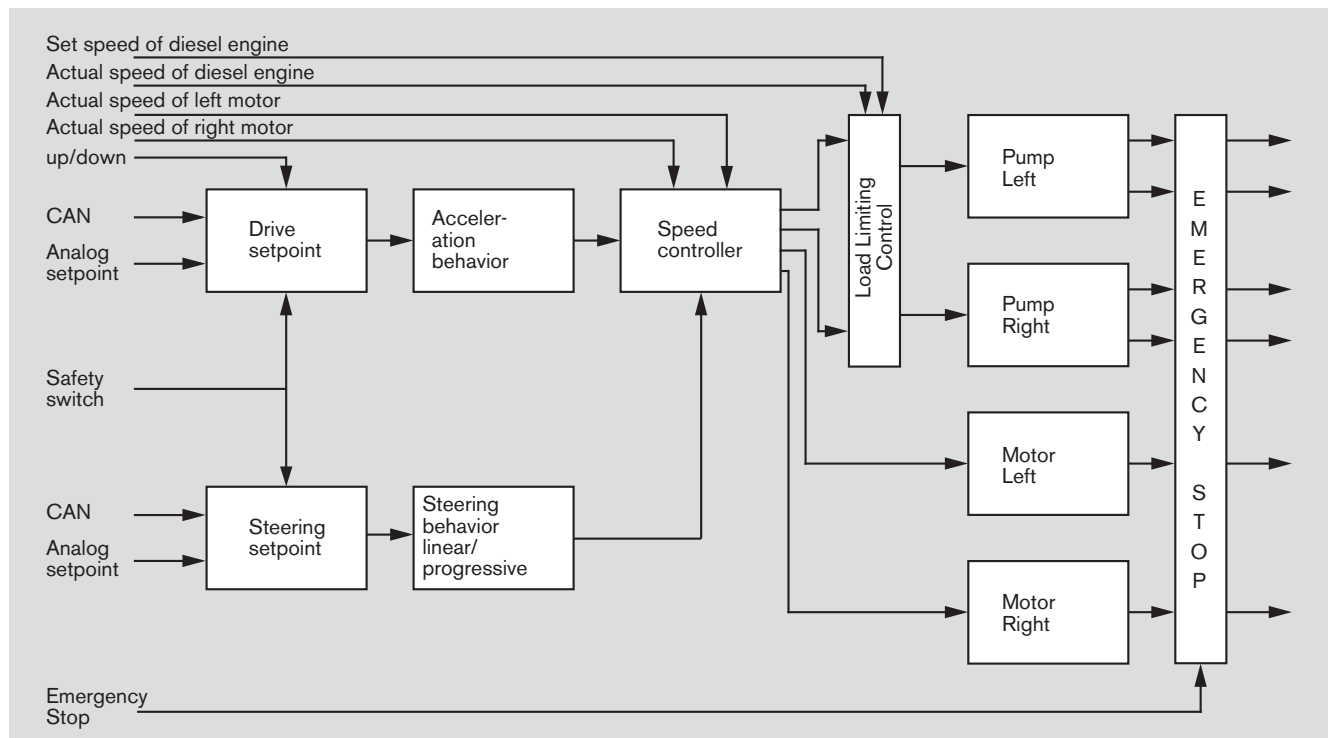 Set speed of diesel engine
Actual speed of diesel engine
Actual speed of left motor
Actual speed of right motor
up/down
CAN
Analog
setpoint
Drive
setpoint
Acceler-
ation
behavior
Speed
controller
Load Limiting
Control
Pump
Left
Pump
Right
Safety
switch
Motor
Left
CAN
Analog
setpoint
Steering
setpoint
Steering
behavior
linear/
progressive
Motor
Right
EMERGENCY STOP
Emergency
Stop